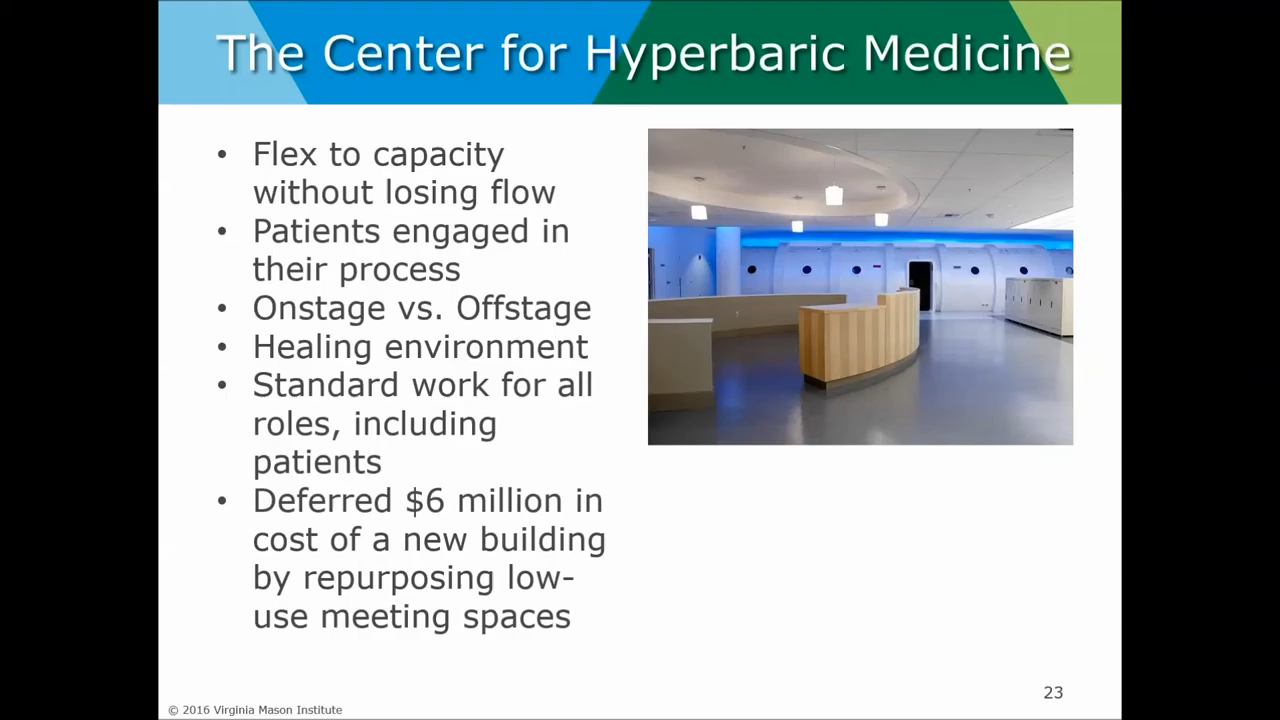 The Center for Hyperbaric Medicine
• Flex to capacity
without losing flow
• Patients engaged in
their process
• Onstage vs. Offstage
• Healing environment
• Standard work for all
roles, including
patients
• Deferred $6 million in
cost of a new building
by repurposing low-
use meeting spaces
23
© 2016 Virginia Mason Institute